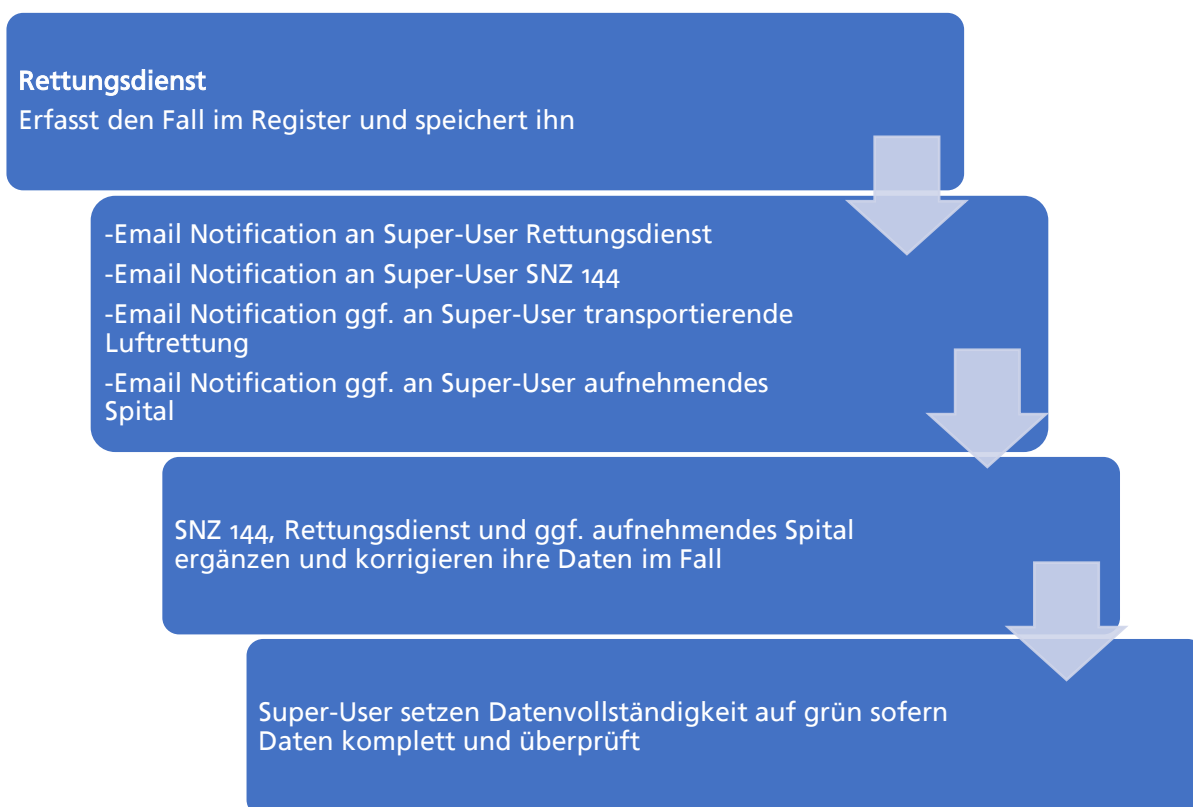 Rettungsdienst
Erfasst den Fall im Register und speichert ihn
-Email Notification an Super-User Rettungsdienst
-Email Notification an Super-User SNZ 144
-Email Notification ggf. an Super-User transportierende
Luftrettung
-Email Notification ggf. an Super-User aufnehmendes
Spital
SNZ 144, Rettungsdienst und ggf. aufnehmendes Spital
ergänzen und korrigieren ihre Daten im Fall
Super-User setzen Datenvollständigkeit auf grün sofern
Daten komplett und überprüft